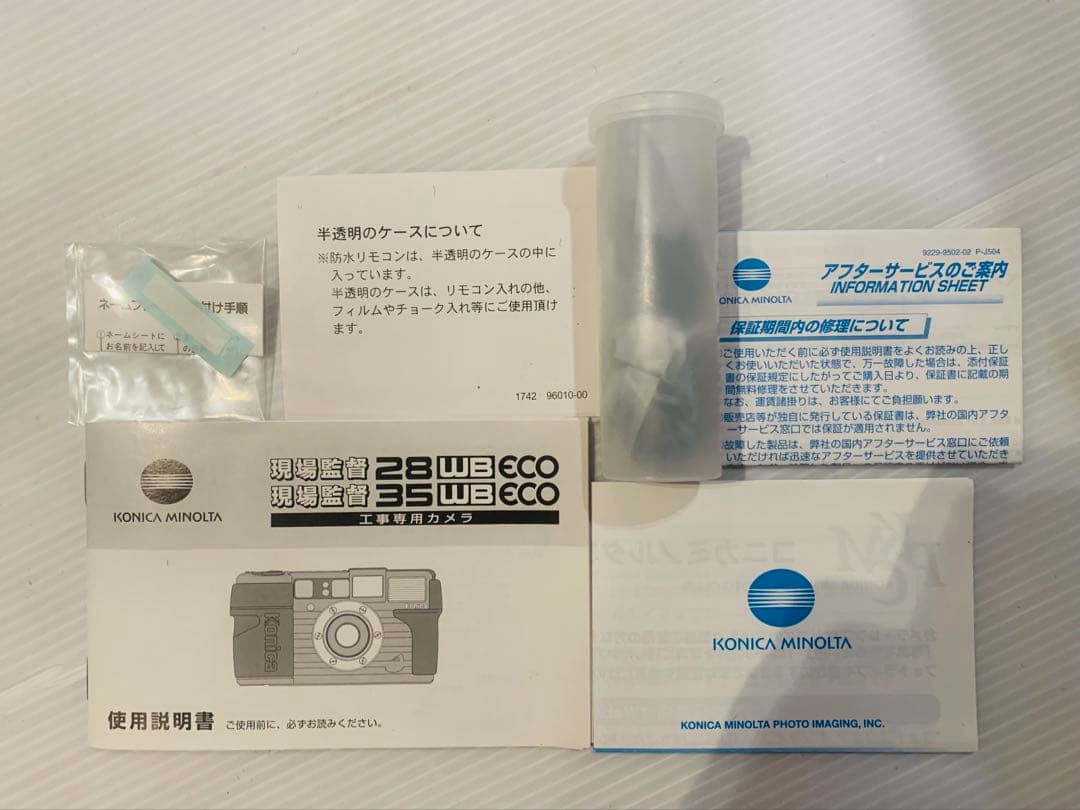 半透明のケースについて
※防水リモコンは、半透明のケースの中に
入っています。
半透明のケースは、リモコン入れの他、
フィルムやチョーク入れ等にご使用頂け
ます。
1742 96010-00
付け手順
①ネームシートに
お名前を記入して
9229-9502-02 P-J504
KONICA MINOLTA
アフターサービスのご案内
INFORMATION SHEET
保証期間内の修理について
ご使用いただく前に必ず使用説明書をよくお読みの上、正し
くお使いいただいた状態で、万一故障した場合は、添付保証
書の保証規定にしたがってご購入日より、保証書に記載の期
間無料修理をさせていただきます。
なお、運賃諸掛りは、お客様にてご負担願います。
販売店等が独自に発行している保証書は、弊社の国内アフタ
ーサービス窓口では保証が適用されません。
故障した製品は、弊社の国内アフターサービス窓口にご依頼
いただければ迅速なアフターサービスを提供させていただき
KONICA MINOLTA
現場監督 28 WB ECO
現場監督 35 WB ECO
工事専用カメラ
Konica
使用説明書 ご使用前に、必ずお読みください。
KONICA MINOLTA
KONICA MINOLTA PHOTO IMAGING, INC.